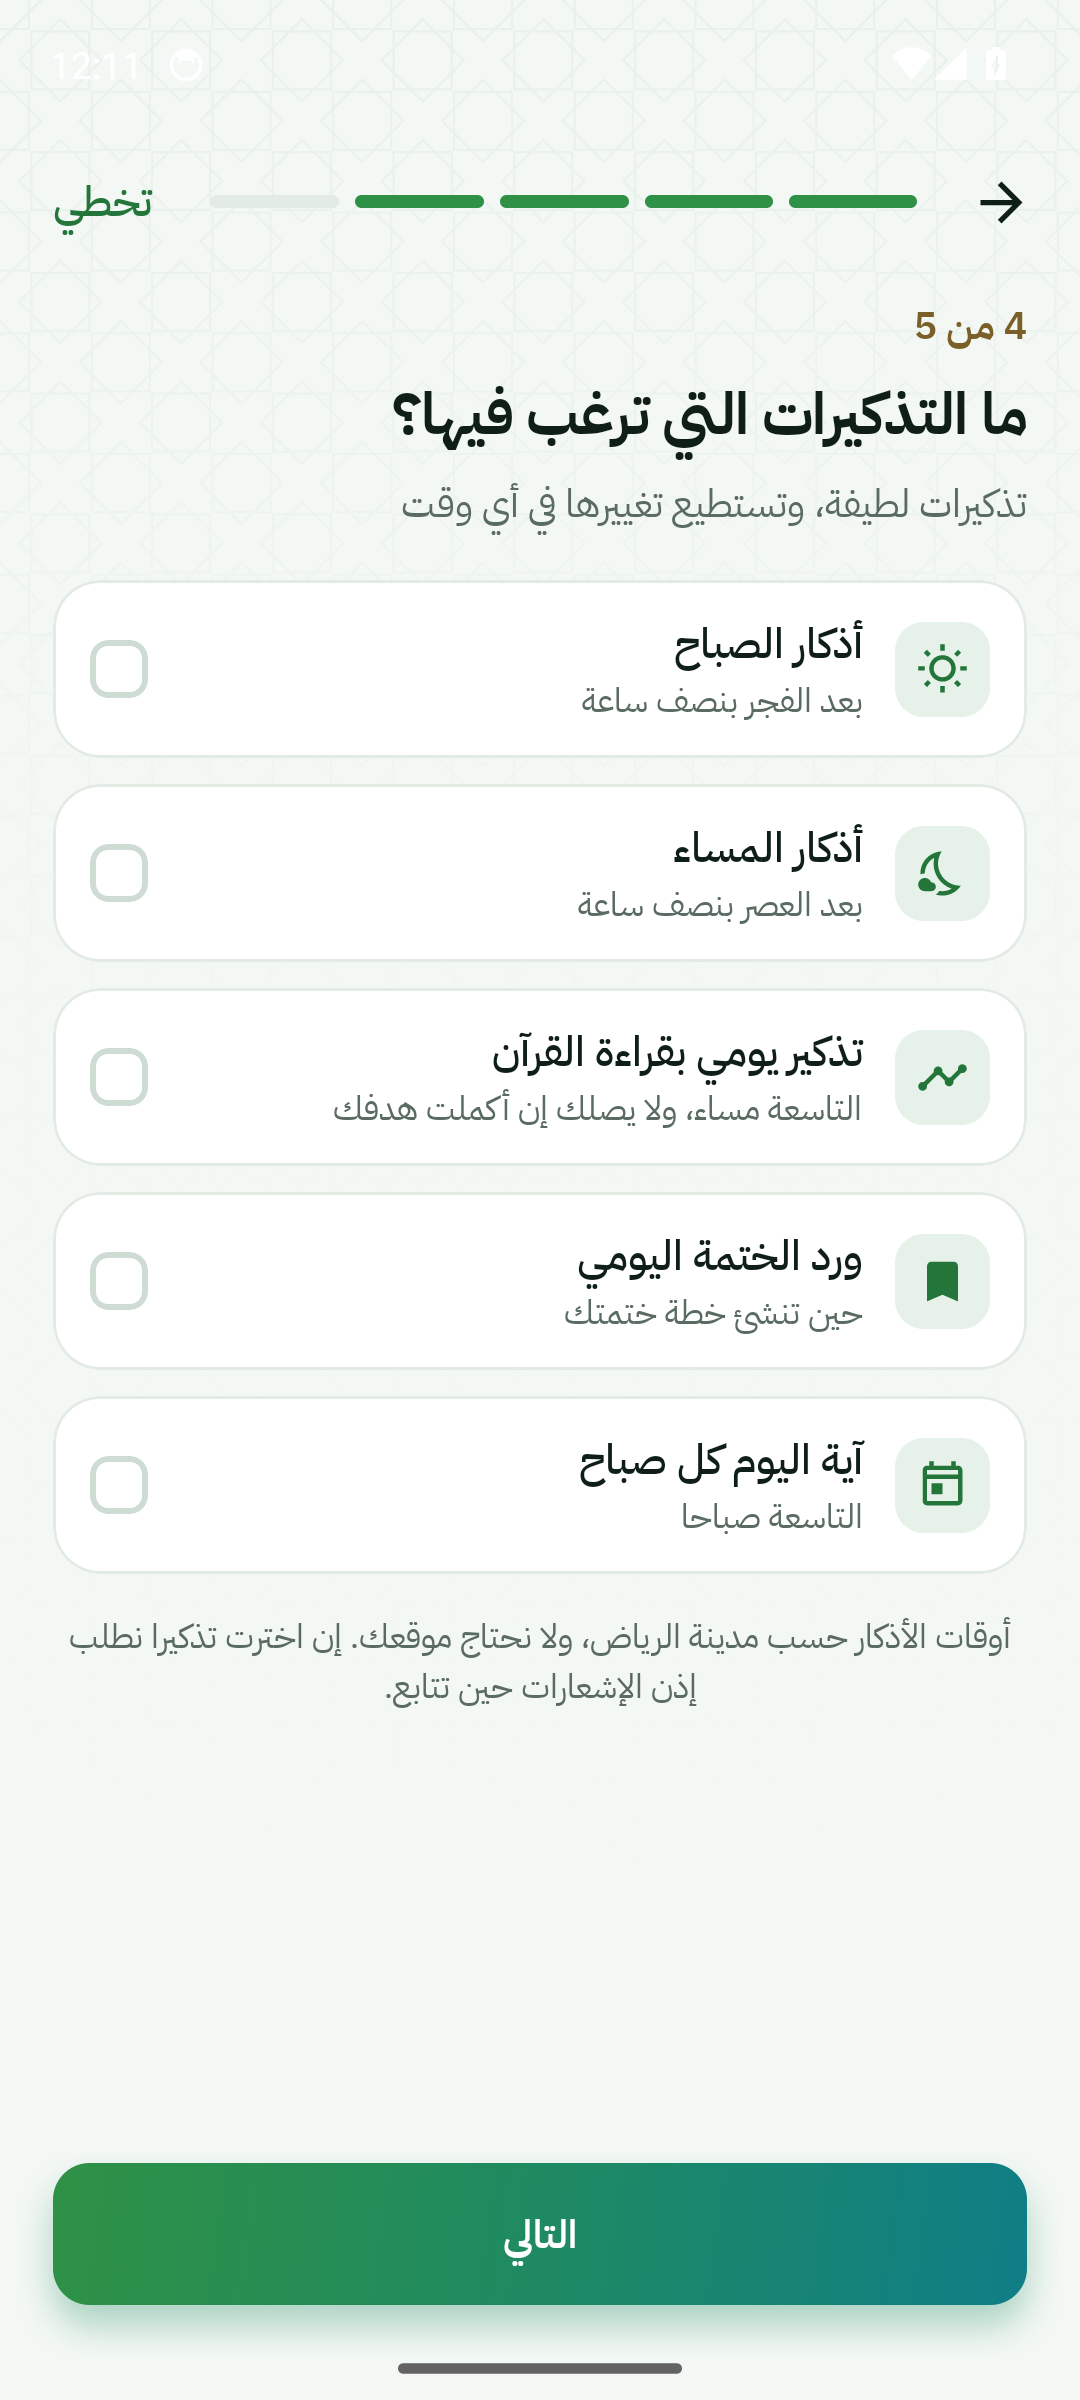 12:11
تخطي
4 من 5
ما التذكيرات التي ترغب فيها؟
تذكيرات لطيفة، وتستطيع تغييرها في أي وقت
أذكار الصباح
بعد الفجر بنصف ساعة
أذكار المساء
بعد العصر بنصف ساعة
تذكير يومي بقراءة القرآن
التاسعة مساء، ولا يصلك إن أكملت هدفك
ورد الختمة اليومي
حين تنشئ خطة ختمتك
آية اليوم كل صباح
التاسعة صباحا
أوقات الأذكار حسب مدينة الرياض، ولا نحتاج موقعك. إن اخترت تذكيرا نطلب
إذن الإشعارات حين تتابع.
التالي